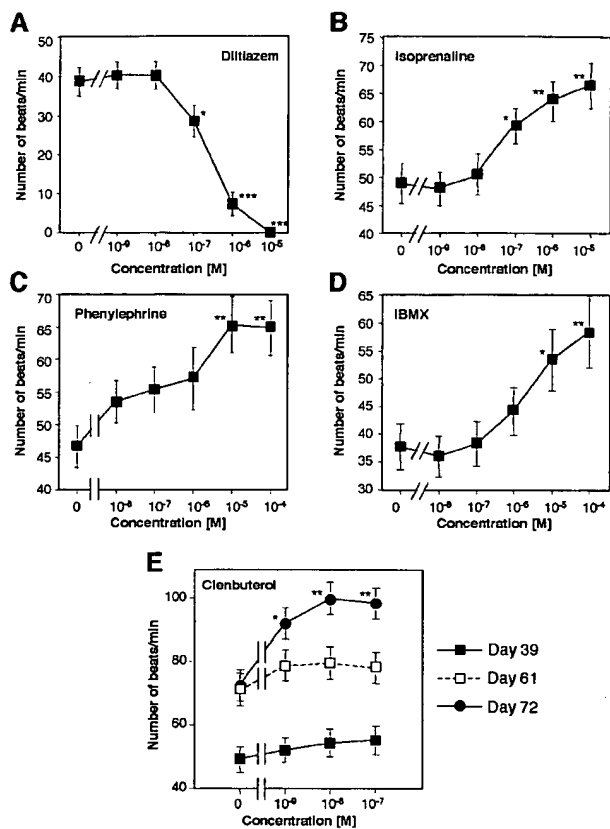 A
Diltiazem
Number of beats/min
50
40
30
20
10
0
*
***
***
0 10⁻⁹ 10⁻⁸ 10⁻⁷ 10⁻⁶ 10⁻⁵
Concentration [M]
B
Isoprenaline
Number of beats/min
75
70
65
60
55
50
45
*
**
**
0 10⁻⁹ 10⁻⁸ 10⁻⁷ 10⁻⁶ 10⁻⁵
Concentration [M]
C
Phenylephrine
Number of beats/min
70
65
60
55
50
45
40
**
**
0 10⁻⁸ 10⁻⁷ 10⁻⁶ 10⁻⁵ 10⁻⁴
Concentration [M]
D
IBMX
Number of beats/min
65
60
55
50
45
40
35
30
*
**
0 10⁻⁸ 10⁻⁷ 10⁻⁶ 10⁻⁵ 10⁻⁴
Concentration [M]
E
Clenbuterol
Number of beats/min
100
80
60
40
*
**
**
0 10⁻⁹ 10⁻⁸ 10⁻⁷
Concentration [M]
Day 39
Day 61
Day 72